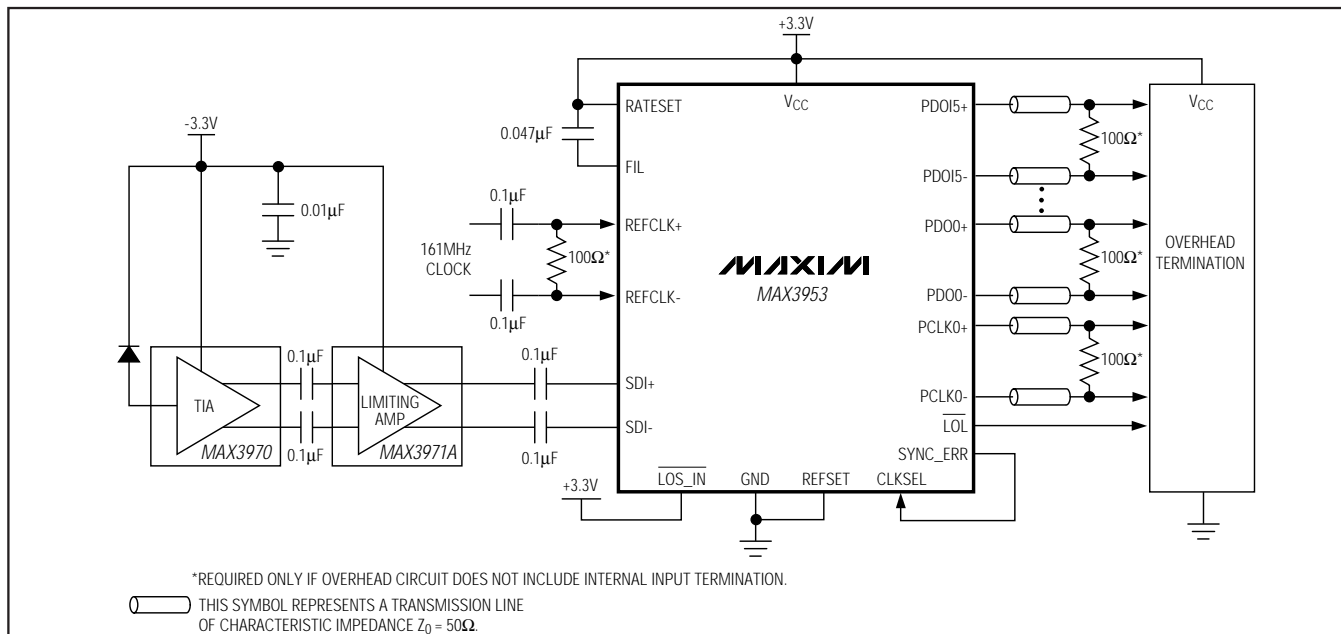 +3.3V
RATESET
VCC
PDOI5+
VCC
-3.3V
0.047μF
100Ω*
FIL
PDOI5-
0.01μF
0.1μF
REFCLK+
PDO0+
161MHz
CLOCK
100Ω*
MAXIM
MAX3953
100Ω*
OVERHEAD
TERMINATION
REFCLK-
PDO0-
0.1μF
PCLK0+
0.1μF
0.1μF
100Ω*
SDI+
PCLK0-
TIA
LIMITING
AMP
SDI-
LOL
MAX3970
0.1μF
MAX3971A
0.1μF
SYNC_ERR
+3.3V
LOS_IN
GND
REFSET
CLKSEL
*REQUIRED ONLY IF OVERHEAD CIRCUIT DOES NOT INCLUDE INTERNAL INPUT TERMINATION.
THIS SYMBOL REPRESENTS A TRANSMISSION LINE
OF CHARACTERISTIC IMPEDANCE Z0 = 50Ω.